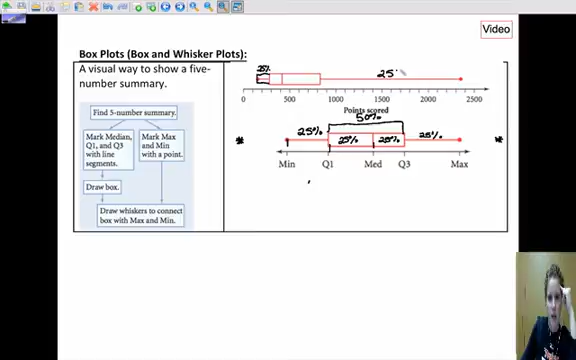 Video
Box Plots (Box and Whisker Plots):
A visual way to show a five-
number summary.
Find 5-number summary.
Mark Median,
Q1, and Q3
with line
segments.
Mark Max
and Min
with a point.
Draw box.
Draw whiskers to connect
box with Max and Min.
25%
25
0 500 1000 1500 2000 2500
Points scored
50%
25% 25% 25% 25%
Min Q1 Med Q3 Max